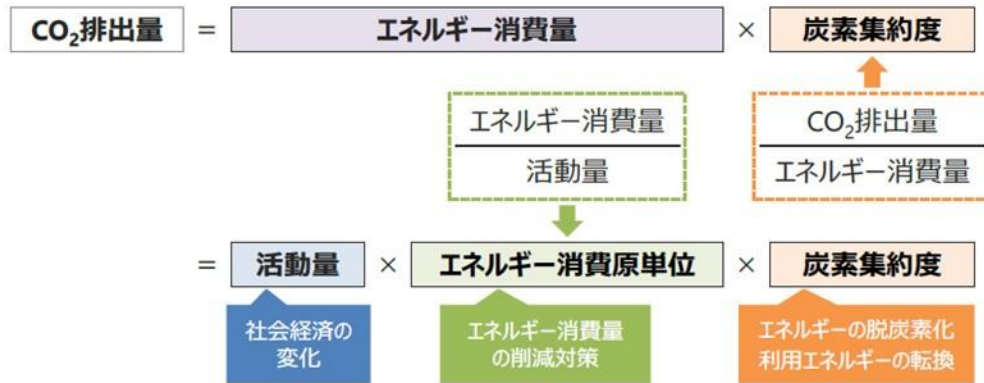 CO₂排出量 = エネルギー消費量 × 炭素集約度
エネルギー消費量
活動量
CO₂排出量
エネルギー消費量
= 活動量 × エネルギー消費原単位 × 炭素集約度
社会経済の
変化
エネルギー消費量
の削減対策
エネルギーの脱炭素化
利用エネルギーの転換